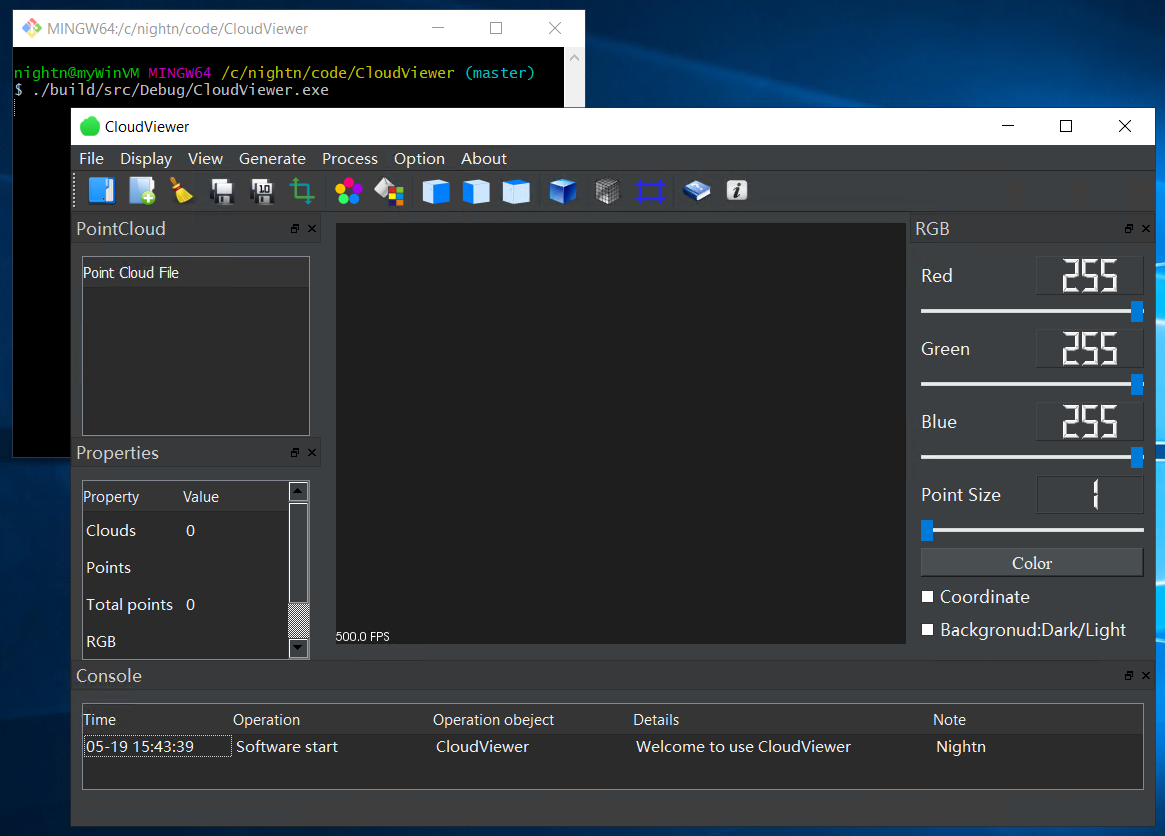 MINGW64:/c/nightn/code/CloudViewer
nightn@myWinVM MINGW64 /c/nightn/code/CloudViewer (master)
$ ./build/src/Debug/CloudViewer.exe
CloudViewer
File Display View Generate Process Option About
10
i
PointCloud
Point Cloud File
Properties
Property Value
Clouds 0
Points
Total points 0
RGB
500.0 FPS
RGB
Red 255
Green 255
Blue 255
Point Size 1
Color
Coordinate
Backgronud:Dark/Light
Console
Time Operation Operation obeject Details Note
05-19 15:43:39 Software start CloudViewer Welcome to use CloudViewer Nightn